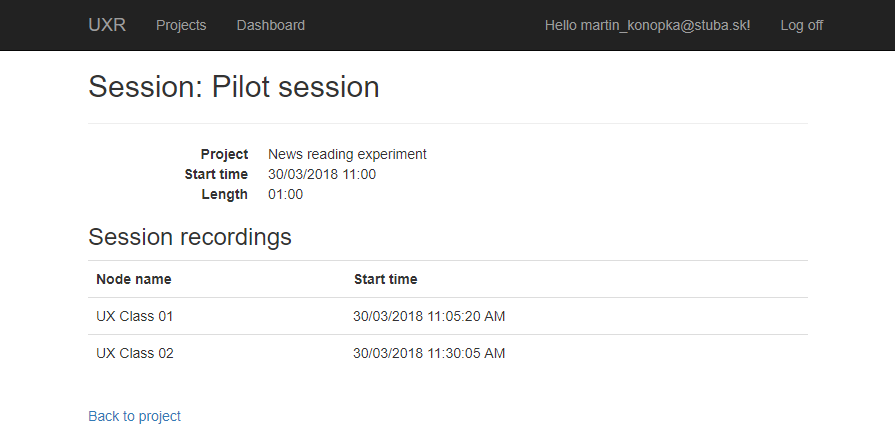 UXR Projects Dashboard Hello martin_konopka@stuba.sk! Log off
Session: Pilot session
Project News reading experiment
Start time 30/03/2018 11:00
Length 01:00
Session recordings
Node name Start time
UX Class 01 30/03/2018 11:05:20 AM
UX Class 02 30/03/2018 11:30:05 AM
Back to project